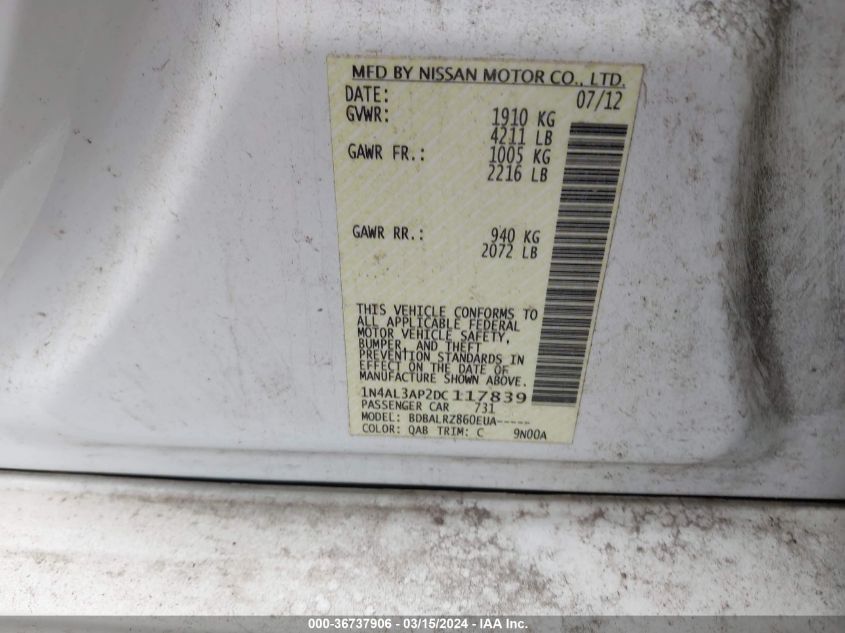 MFD BY NISSAN MOTOR CO., LTD.
DATE: 07/12
GVWR: 1910 KG
4211 LB
GAWR FR.: 1005 KG
2216 LB
GAWR RR.: 940 KG
2072 LB
THIS VEHICLE CONFORMS TO
ALL APPLICABLE FEDERAL
MOTOR VEHICLE SAFETY,
BUMPER, AND THEFT
PREVENTION STANDARDS IN
EFFECT ON THE DATE OF
MANUFACTURE SHOWN ABOVE.
1N4AL3AP2DC117839
PASSENGER CAR 731
MODEL: BDBALRZ860EUA-----
COLOR: QAB TRIM: C 9N00A
000-36737906 - 03/15/2024 - IAA Inc.